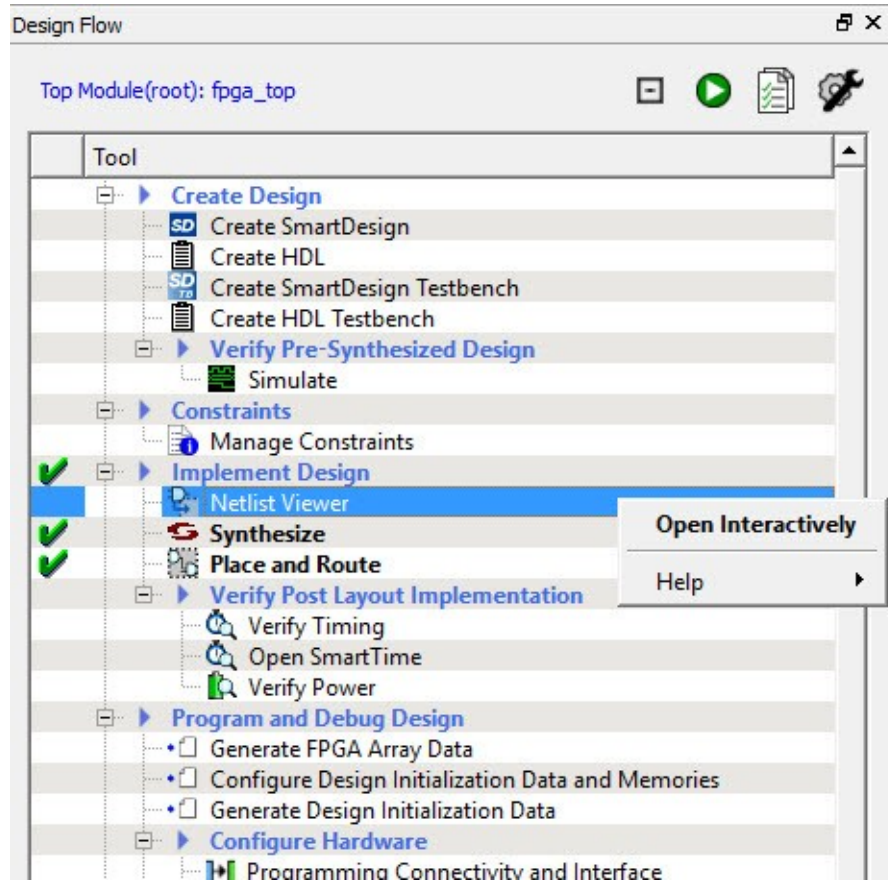 Design Flow
Top Module(root): fpga_top
Tool
Create Design
SD Create SmartDesign
Create HDL
SD TB Create SmartDesign Testbench
Create HDL Testbench
Verify Pre-Synthesized Design
Simulate
Constraints
Manage Constraints
Implement Design
Netlist Viewer
Open Interactively
Synthesize
Place and Route
Help
Verify Post Layout Implementation
Verify Timing
Open SmartTime
Verify Power
Program and Debug Design
Generate FPGA Array Data
Configure Design Initialization Data and Memories
Generate Design Initialization Data
Configure Hardware
Programming Connectivity and Interface